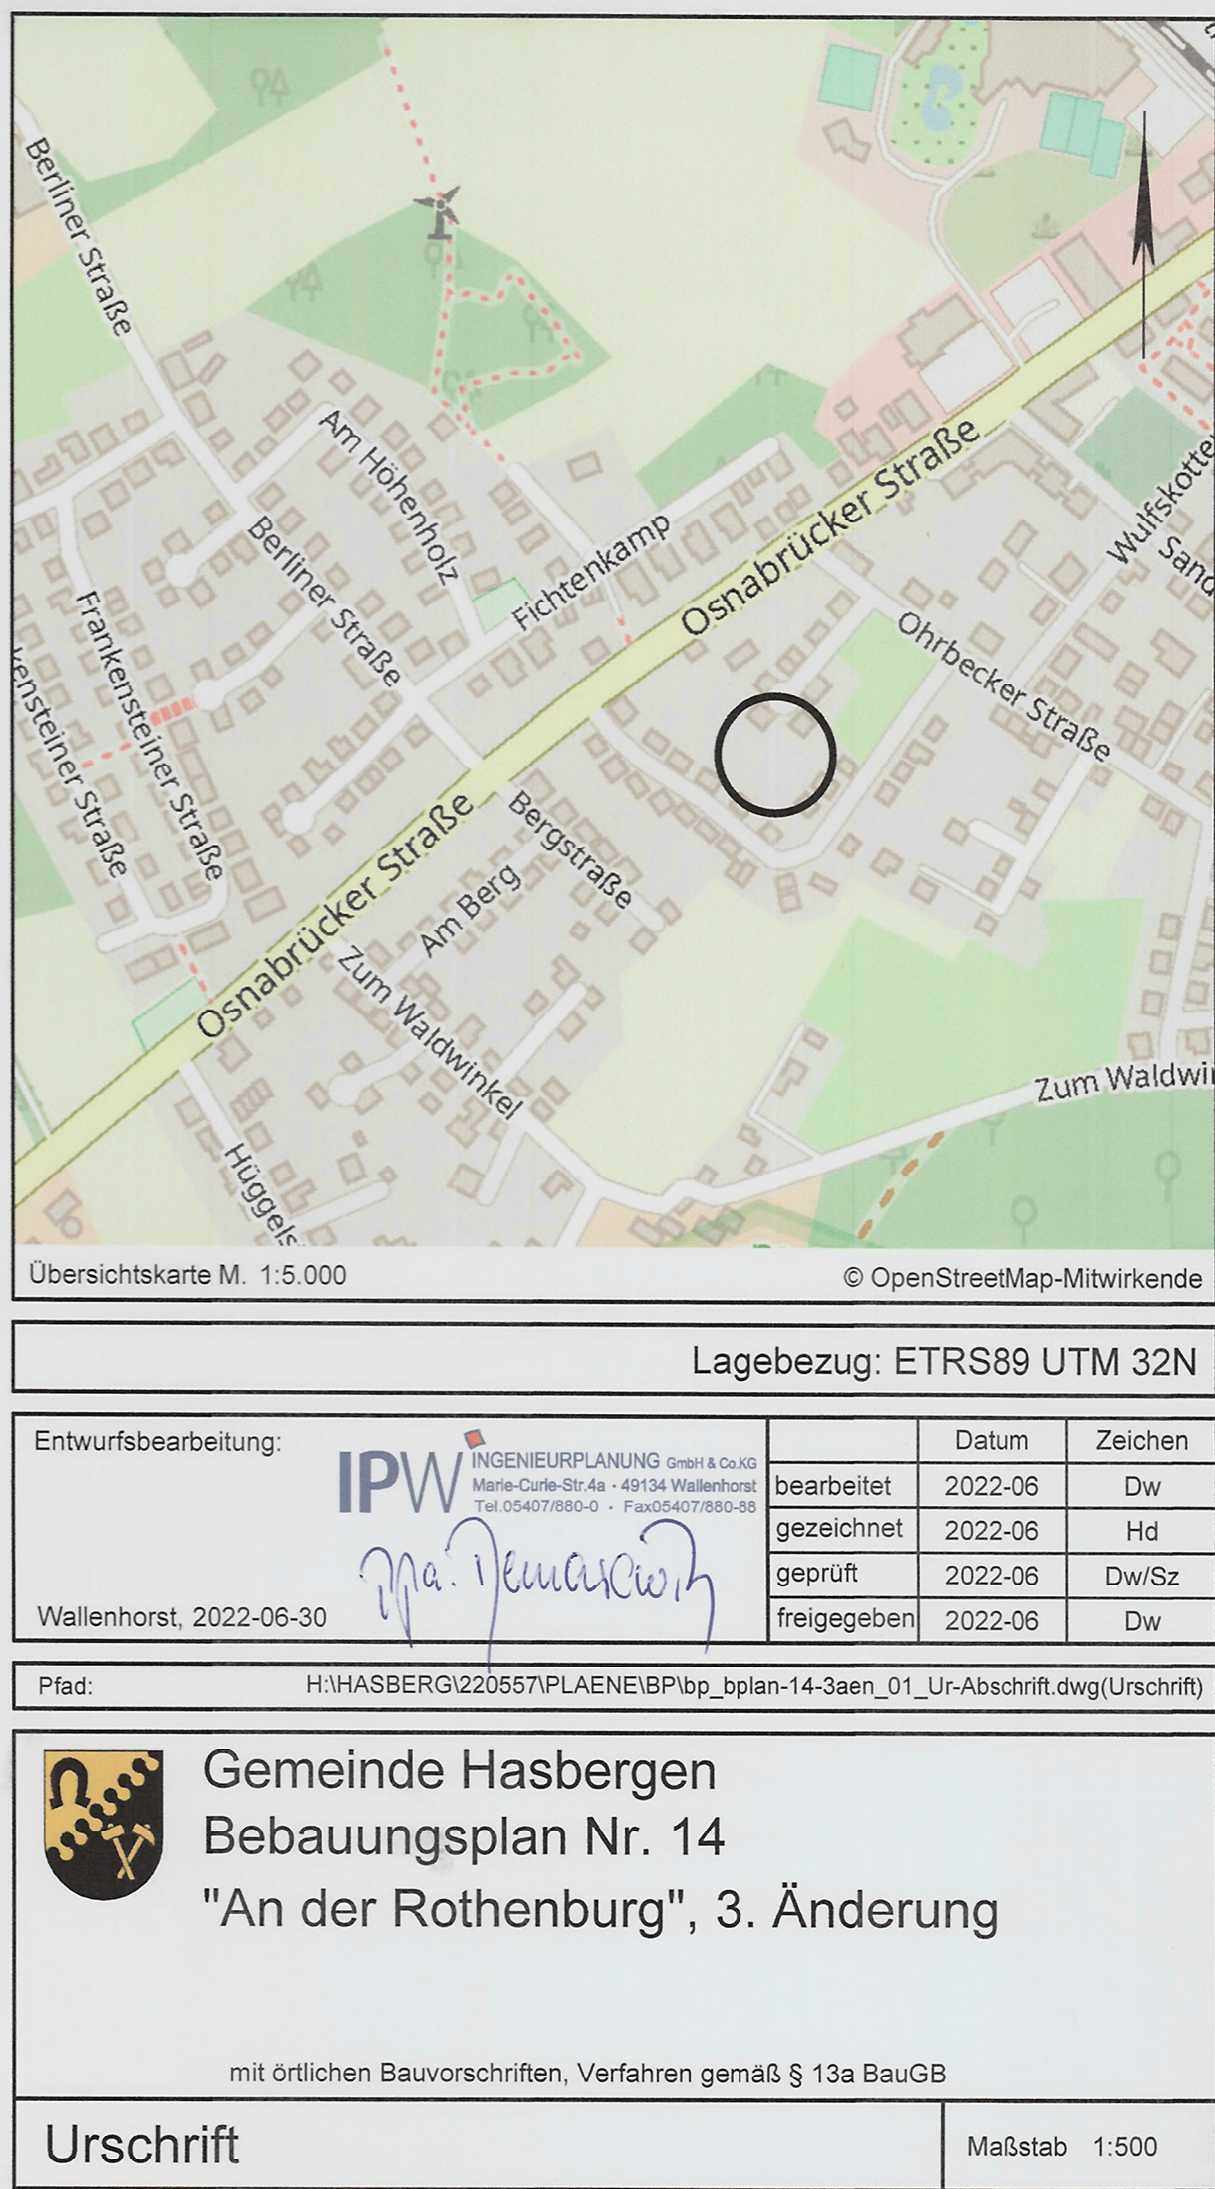 Berliner Straße
Am Höhenholz
Berliner Straße
Fichtenkamp
Osnabrücker Straße
Wulfskotte
Sand
Ohrbecker Straße
Frankensteiner Straße
kensteiner Straße
Bergstraße
Am Berg
Osnabrücker Straße
Zum Waldwinkel
Zum Waldwi
Hüggels
Übersichtskarte M. 1:5.000 © OpenStreetMap-Mitwirkende
Lagebezug: ETRS89 UTM 32N
Entwurfsbearbeitung:
IPW INGENIEURPLANUNG GmbH & Co.KG
Marie-Curie-Str.4a · 49134 Wallenhorst
Tel.05407/880-0 · Fax05407/880-88
ppa.
Wallenhorst, 2022-06-30
Datum Zeichen
bearbeitet 2022-06 Dw
gezeichnet 2022-06 Hd
geprüft 2022-06 Dw/Sz
freigegeben 2022-06 Dw
Pfad: H:\HASBERG\220557\PLAENE\BP\bp_bplan-14-3aen_01_Ur-Abschrift.dwg(Urschrift)
Gemeinde Hasbergen
Bebauungsplan Nr. 14
"An der Rothenburg", 3. Änderung
mit örtlichen Bauvorschriften, Verfahren gemäß § 13a BauGB
Urschrift
Maßstab 1:500